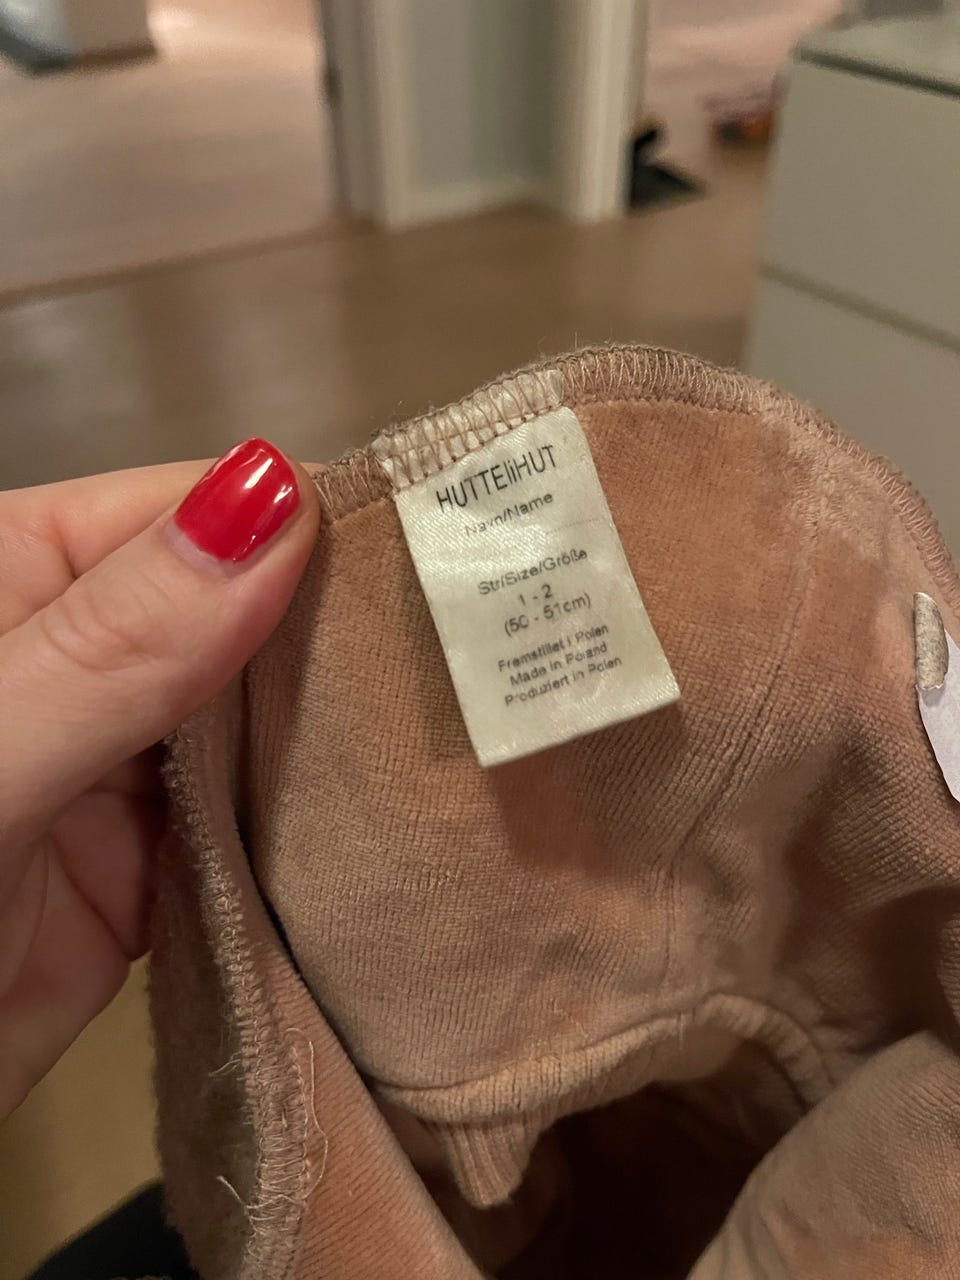 HUTTEliHUT
Navn/Name
Str/Size/Größe
1 - 2
(50 - 51cm)
Fremstillet i Polen
Made in Poland
Produziert in Polen